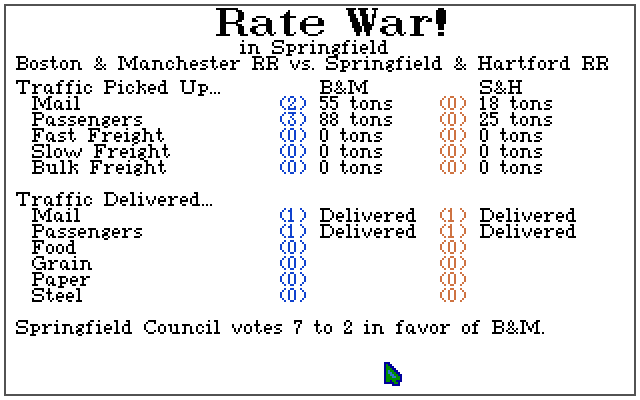 Rate War!
in Springfield
Boston & Manchester RR vs. Springfield & Hartford RR
Traffic Picked Up... B&M S&H
Mail (2) 55 tons (0) 18 tons
Passengers (3) 88 tons (0) 25 tons
Fast Freight (0) 0 tons (0) 0 tons
Slow Freight (0) 0 tons (0) 0 tons
Bulk Freight (0) 0 tons (0) 0 tons
Traffic Delivered...
Mail (1) Delivered (1) Delivered
Passengers (1) Delivered (1) Delivered
Food (0) (0)
Grain (0) (0)
Paper (0) (0)
Steel (0) (0)
Springfield Council votes 7 to 2 in favor of B&M.